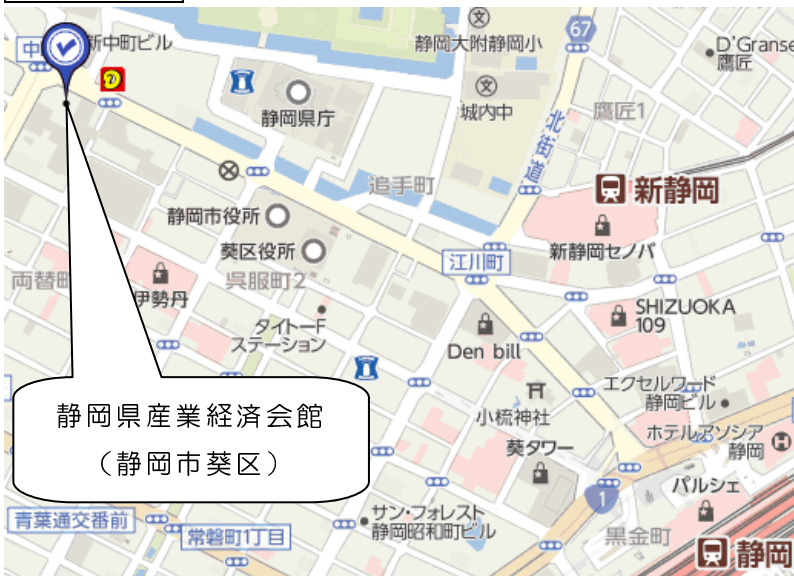 中
新中町ビル
静岡大附静岡小
67
D'Granse
鷹匠
静岡県庁
城内中
鷹匠1
北街道
追手町
新静岡
静岡市役所
葵区役所
江川町
新静岡セノバ
両替町
伊勢丹
呉服町2
タイトーF
ステーション
SHIZUOKA
109
Den bill
静岡県産業経済会館
（静岡市葵区）
小梳神社
エクセルワード
静岡ビル
葵タワー
ホテルアソシア
静岡
1
パルシェ
青葉通交番前
常磐町1丁目
サン・フォレスト
静岡昭和町ビル
黒金町
静岡